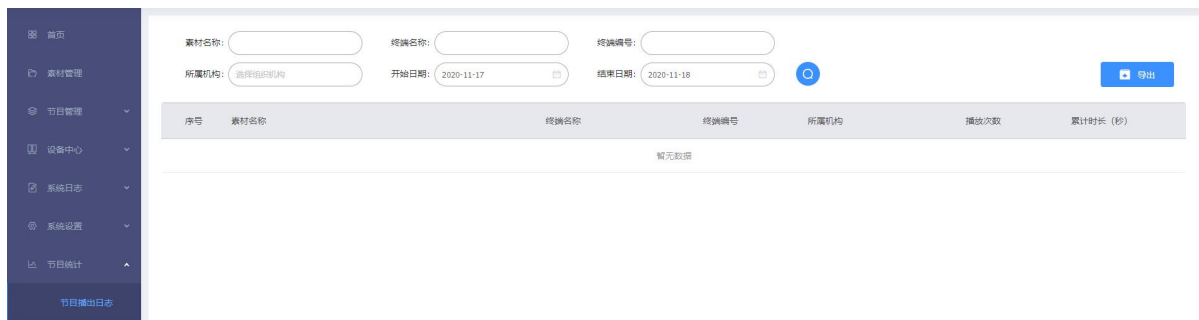 首页
素材管理
节目管理
设备中心
系统日志
系统设置
节目统计
节目播出日志
素材名称： 终端名称： 终端编号：
所属机构： 选择组织机构 开始日期： 2020-11-17 结束日期： 2020-11-18 导出
序号 素材名称 终端名称 终端编号 所属机构 播放次数 累计时长（秒）
暂无数据